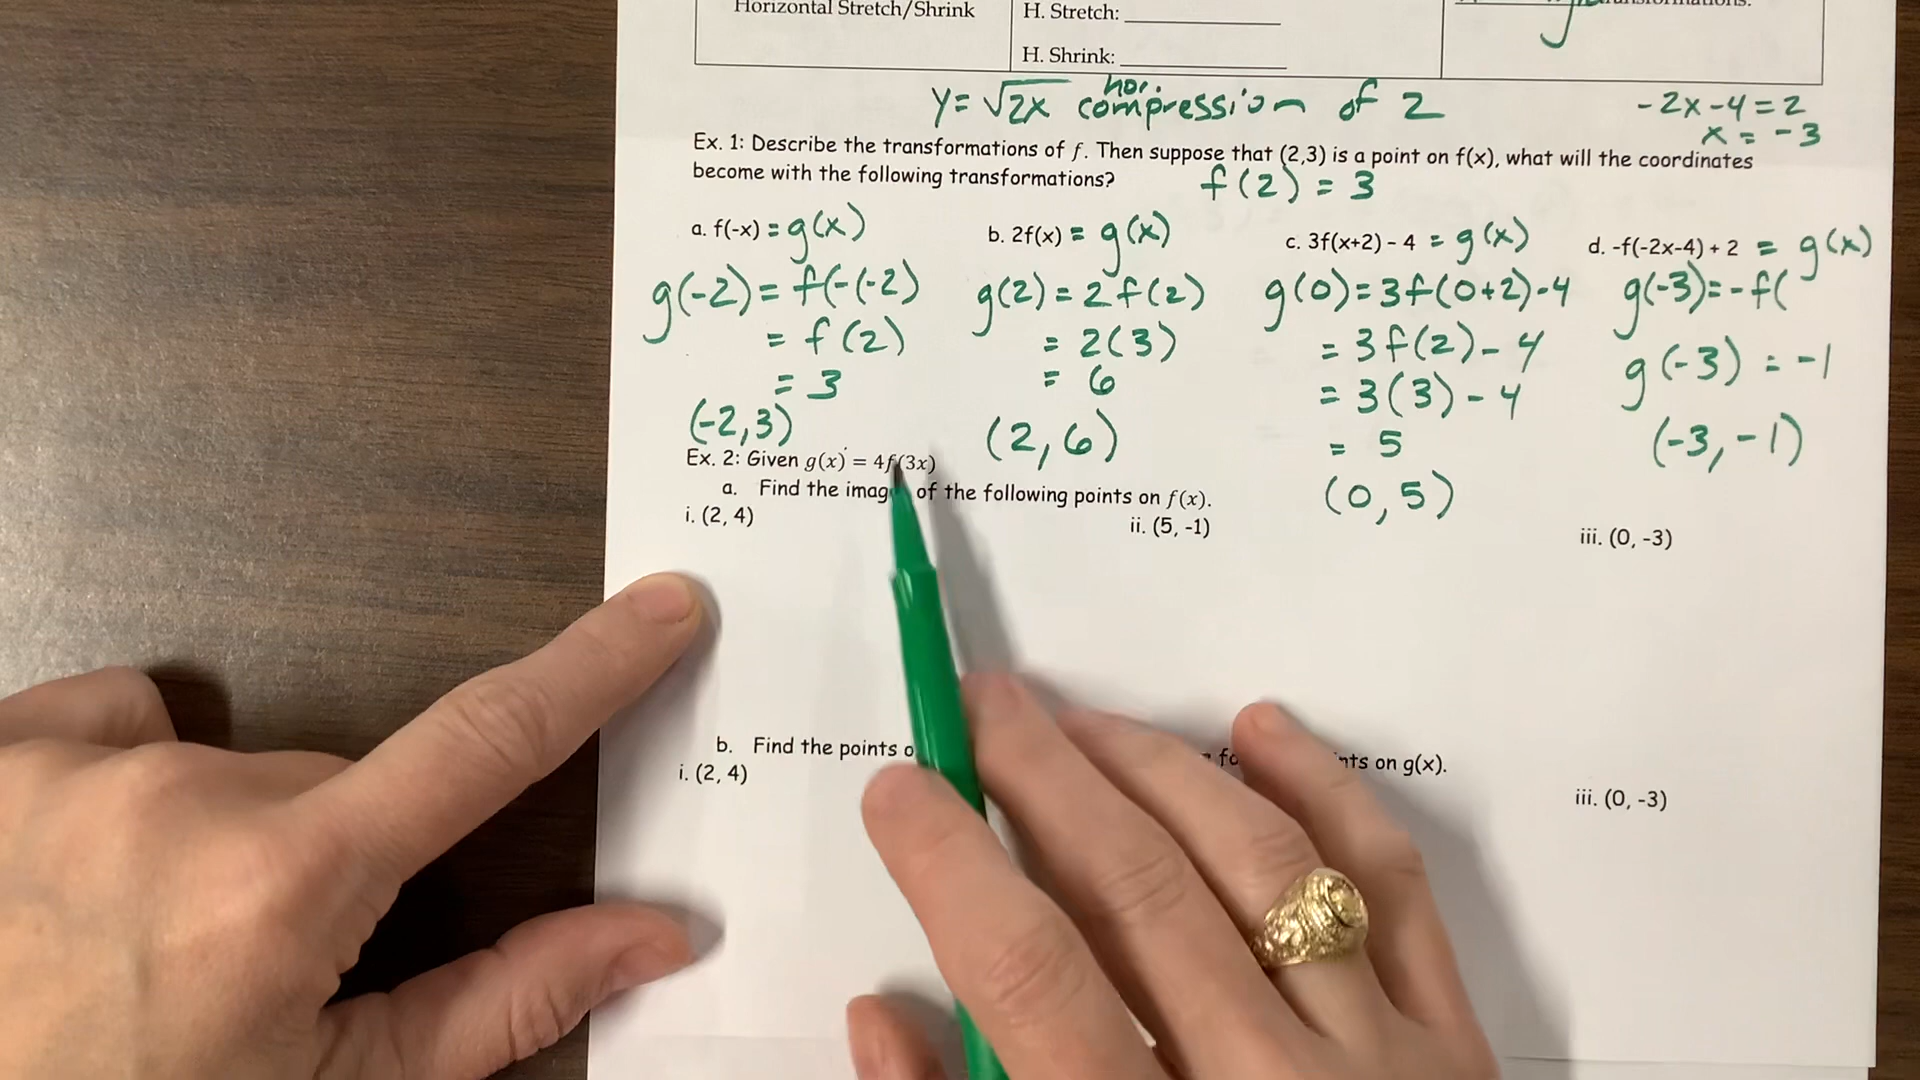 Horizontal Stretch/Shrink
H. Stretch:
H. Shrink:
y = √2x hor. compression of 2
-2x-4=2
x = -3
Ex. 1: Describe the transformations of f. Then suppose that (2,3) is a point on f(x), what will the coordinates
become with the following transformations?
f(2) = 3
a. f(-x) = g(x)
g(-2) = f(-(-2)
= f(2)
= 3
(-2,3)
b. 2f(x) = g(x)
g(2) = 2f(2)
= 2(3)
= 6
(2,6)
c. 3f(x+2) - 4 = g(x)
g(0) = 3f(0+2)-4
= 3f(2)-4
= 3(3)-4
= 5
(0,5)
d. -f(-2x-4) + 2 = g(x)
g(-3)=-f(
g(-3) = -1
(-3,-1)
Ex. 2: Given g(x) = 4f(3x)
a. Find the imag of the following points on f(x).
i. (2, 4)
ii. (5, -1)
iii. (0, -3)
b. Find the points on g(x).
i. (2, 4)
iii. (0, -3)